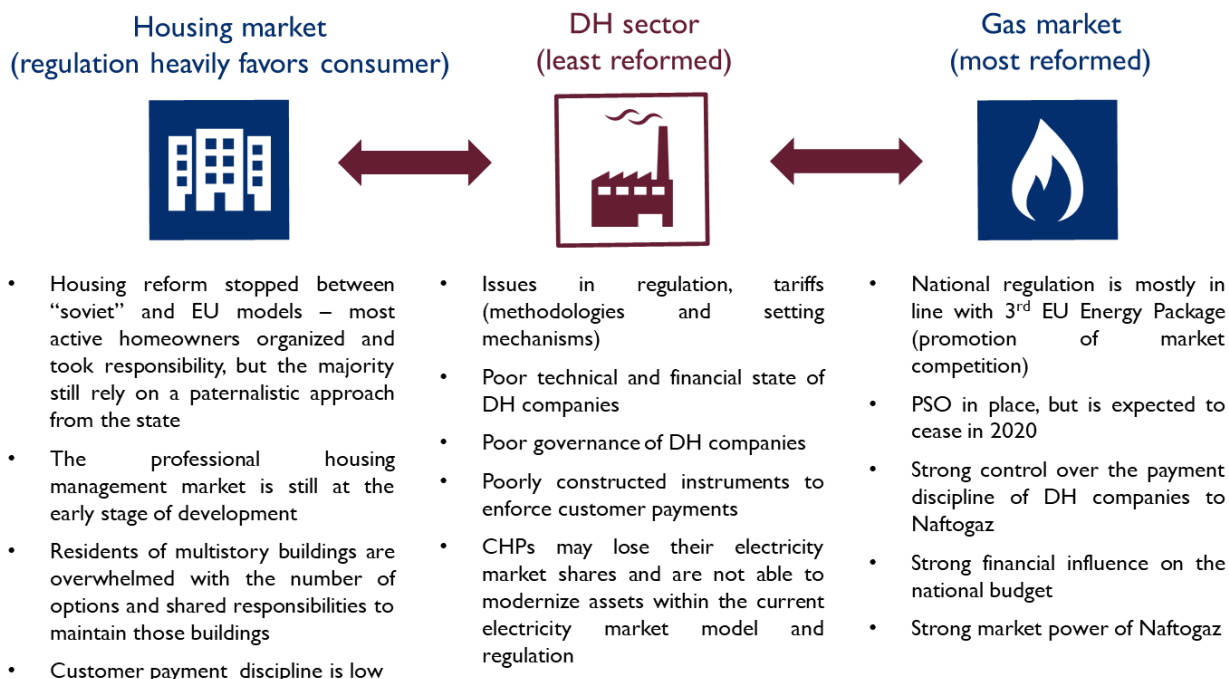 Housing market
(regulation heavily favors consumer)
DH sector
(least reformed)
Gas market
(most reformed)
• Housing reform stopped between
“soviet” and EU models – most
active homeowners organized and
took responsibility, but the majority
still rely on a paternalistic approach
from the state
• The professional housing
management market is still at the
early stage of development
• Residents of multistory buildings are
overwhelmed with the number of
options and shared responsibilities to
maintain those buildings
• Customer payment discipline is low
• Issues in regulation, tariffs
(methodologies and setting
mechanisms)
• Poor technical and financial state of
DH companies
• Poor governance of DH companies
• Poorly constructed instruments to
enforce customer payments
• CHPs may lose their electricity
market shares and are not able to
modernize assets within the current
electricity market model and
regulation
• National regulation is mostly in
line with 3rd EU Energy Package
(promotion of market
competition)
• PSO in place, but is expected to
cease in 2020
• Strong control over the payment
discipline of DH companies to
Naftogaz
• Strong financial influence on the
national budget
• Strong market power of Naftogaz